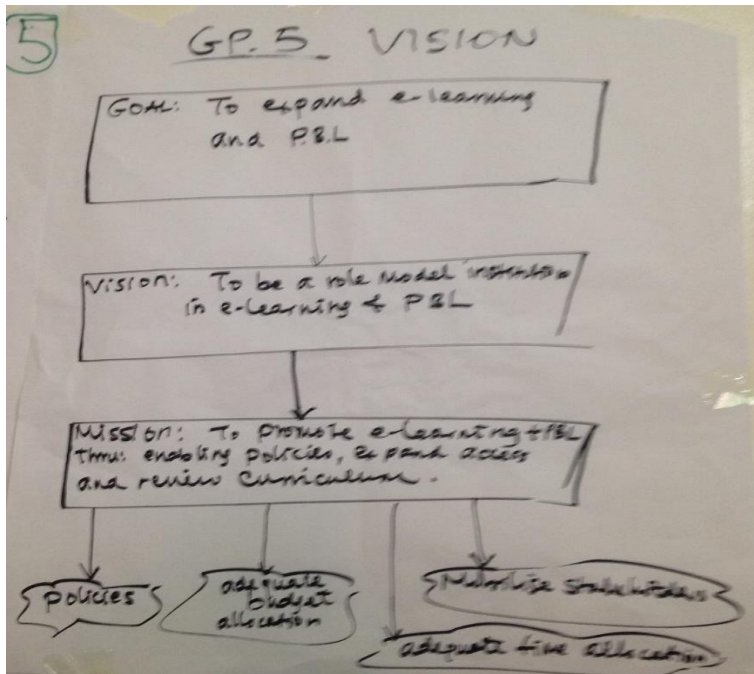 5
GP. 5 VISION
GOAL: To expand e-learning
and P.B.L
Vision: To be a role model institution
in e-learning & PBL
Mission: To promote e-learning + PBL
thru: enabling policies, expand access
and review curriculum.
policies
adequate
budget
allocation
Mobilise stakeholders
adequate time allocation